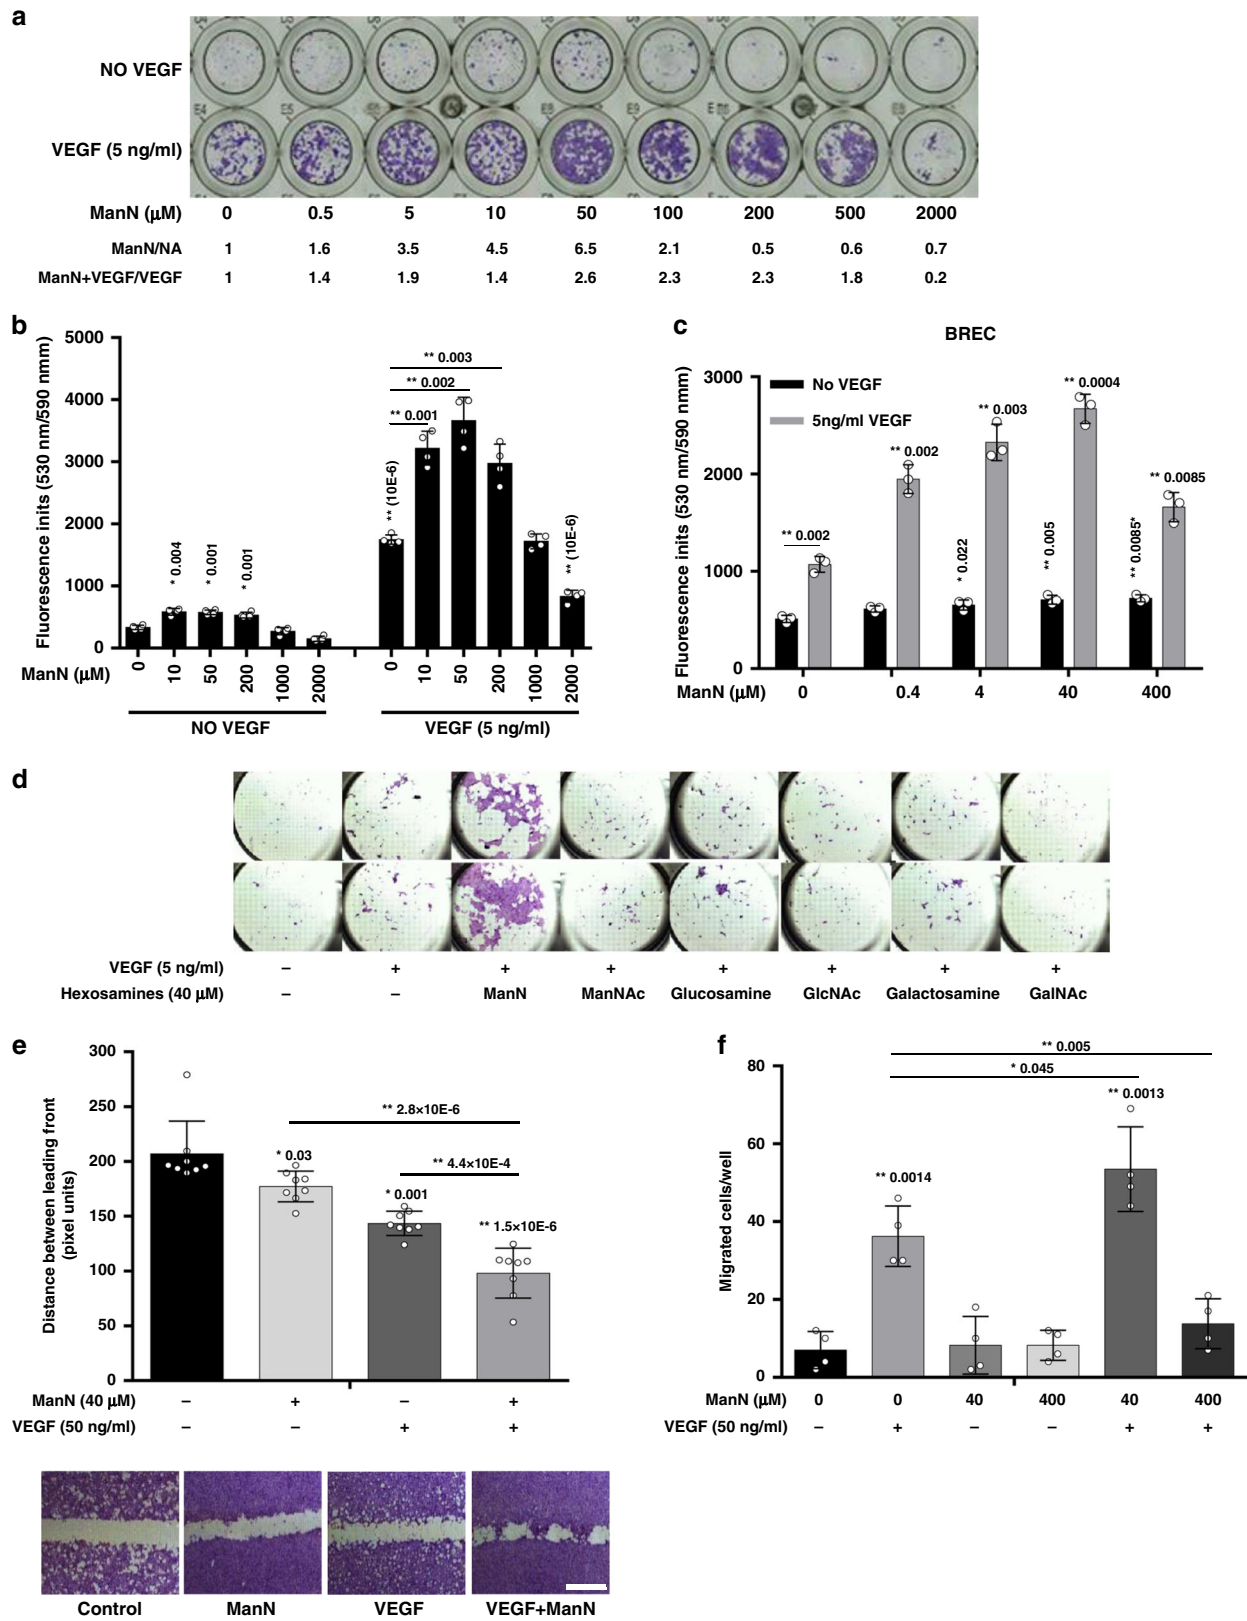 a
NO VEGF
VEGF (5 ng/ml)
ManN (µM) 0 0.5 5 10 50 100 200 500 2000
ManN/NA 1 1.6 3.5 4.5 6.5 2.1 0.5 0.6 0.7
ManN+VEGF/VEGF 1 1.4 1.9 1.4 2.6 2.3 2.3 1.8 0.2
b
Fluorescence inits (530 nm/590 nmm)
5000
4000
3000
2000
1000
0
* 0.004
* 0.001
* 0.001
** (10E-6)
** 0.001
** 0.002
** 0.003
** (10E-6)
ManN (µM) 0 10 50 200 1000 2000 0 10 50 200 1000 2000
NO VEGF VEGF (5 ng/ml)
c
BREC
Fluorescence inits (530 nm/590 nmm)
No VEGF
5ng/ml VEGF
3000
2000
1000
0
** 0.002
** 0.002
* 0.022
** 0.003
** 0.005
** 0.0004
** 0.0085*
** 0.0085
ManN (µM) 0 0.4 4 40 400
d
VEGF (5 ng/ml) – + + + + + + +
Hexosamines (40 µM) – – ManN ManNAc Glucosamine GlcNAc Galactosamine GalNAc
e
Distance between leading front
(pixel units)
300
250
200
150
100
50
0
** 2.8×10E-6
* 0.03
** 4.4×10E-4
* 0.001
** 1.5×10E-6
ManN (40 µM) – + – +
VEGF (50 ng/ml) – – + +
Control ManN VEGF VEGF+ManN
f
Migrated cells/well
80
60
40
20
0
** 0.005
* 0.045
** 0.0013
** 0.0014
ManN (µM) 0 0 40 400 40 400
VEGF (50 ng/ml) – + – – + +